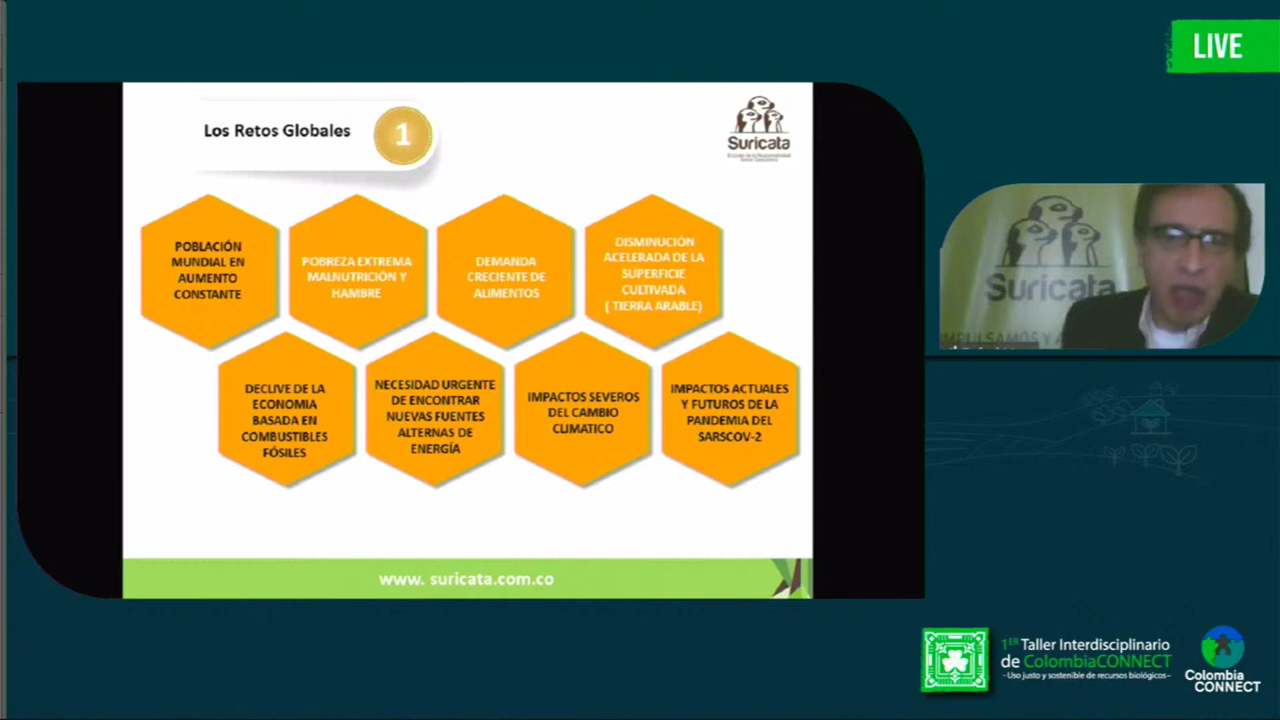 LIVE
Los Retos Globales
1
Suricata
POBLACIÓN
MUNDIAL EN
AUMENTO
CONSTANTE
POBREZA EXTREMA
MALNUTRICIÓN Y
HAMBRE
DEMANDA
CRECIENTE DE
ALIMENTOS
DISMINUCIÓN
ACELERADA DE LA
SUPERFICIE
CULTIVADA
( TIERRA ARABLE)
DECLIVE DE LA
ECONOMIA
BASADA EN
COMBUSTIBLES
FÓSILES
NECESIDAD URGENTE
DE ENCONTRAR
NUEVAS FUENTES
ALTERNAS DE
ENERGÍA
IMPACTOS SEVEROS
DEL CAMBIO
CLIMATICO
IMPACTOS ACTUALES
Y FUTUROS DE LA
PANDEMIA DEL
SARSCOV-2
www. suricata.com.co
Suricata
1ER Taller Interdisciplinario
de ColombiaCONNECT
-Uso justo y sostenible de recursos biológicos-
Colombia
CONNECT